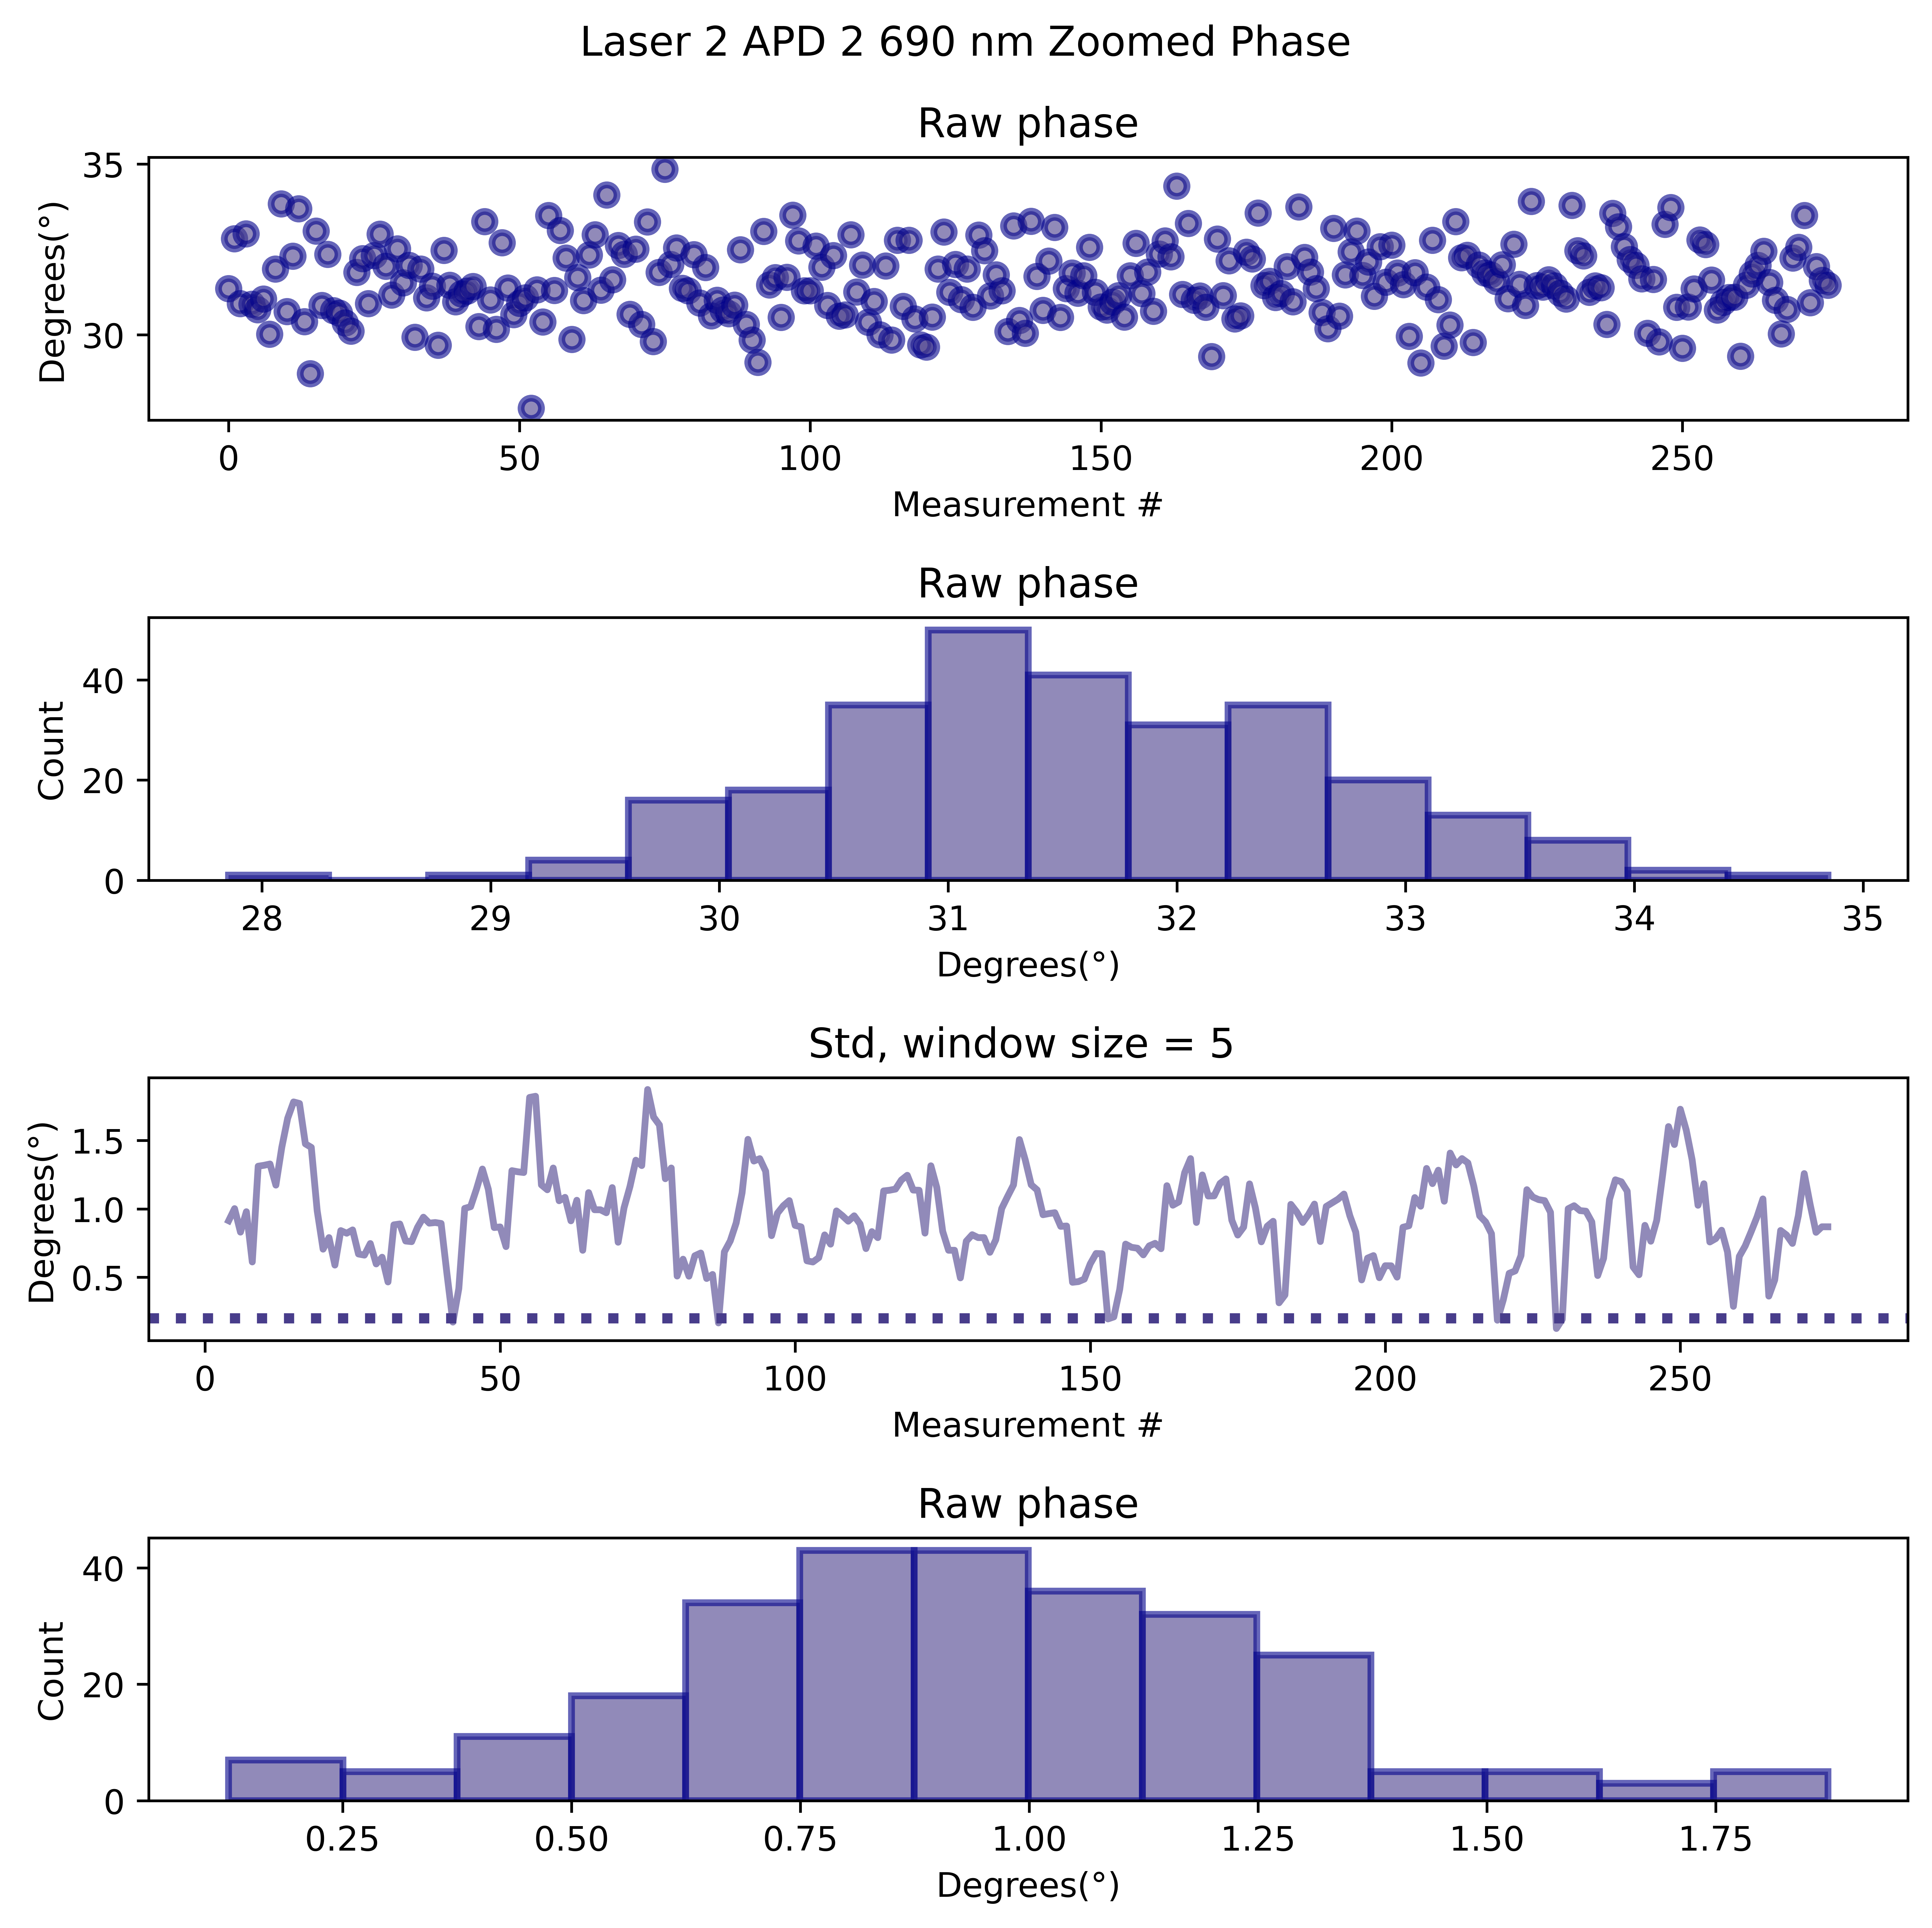 Laser 2 APD 2 690 nm Zoomed Phase
Raw phase
35
30
Degrees(°)
0 50 100 150 200 250
Measurement #
Raw phase
40
20
0
Count
28 29 30 31 32 33 34 35
Degrees(°)
Std, window size = 5
1.5
1.0
0.5
Degrees(°)
0 50 100 150 200 250
Measurement #
Raw phase
40
20
0
Count
0.25 0.50 0.75 1.00 1.25 1.50 1.75
Degrees(°)